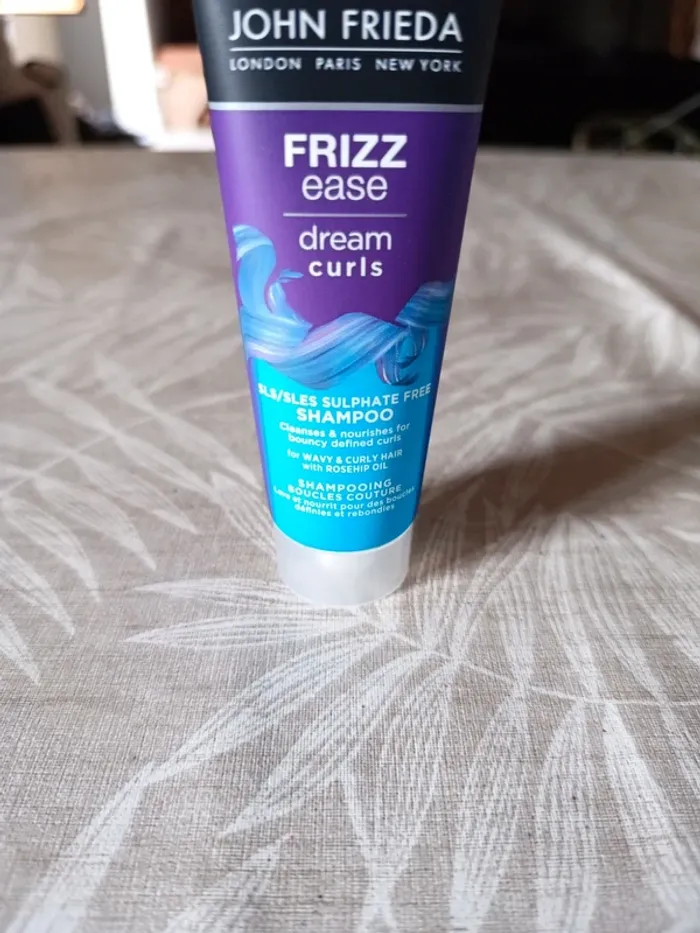 JOHN FRIEDA
LONDON PARIS NEW YORK
FRIZZ
ease
dream
curls
SLS/SLES SULPHATE FREE
SHAMPOO
Cleanses & nourishes for
bouncy defined curls
for WAVY & CURLY HAIR
with ROSEHIP OIL
SHAMPOOING
BOUCLES COUTURE
Lave et nourrit pour des boucles
définies et rebondies